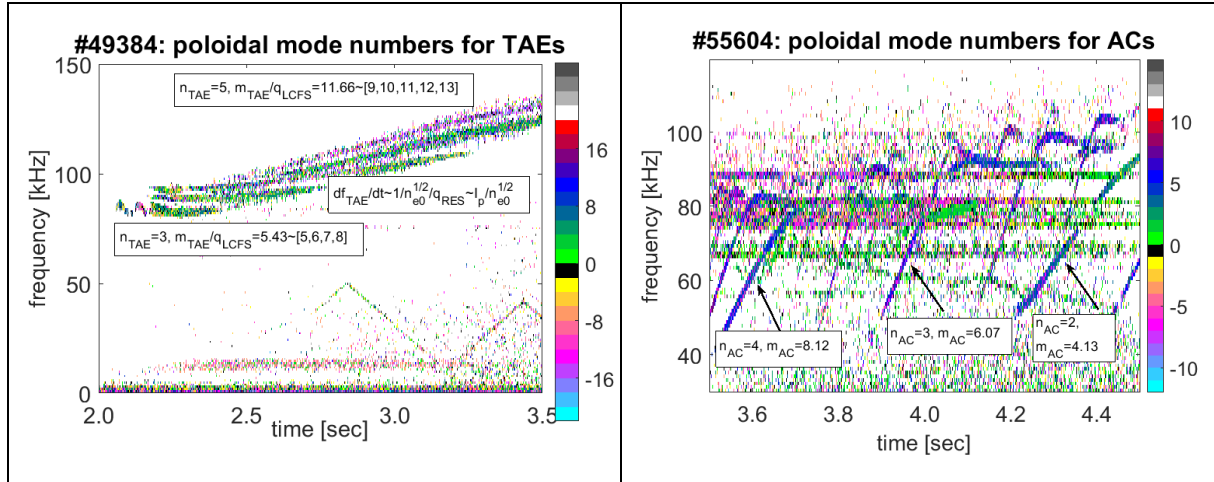 #49384: poloidal mode numbers for TAEs
150
100
50
0
frequency [kHz]
n_TAE=5, m_TAE/q_LCFS=11.66~[9,10,11,12,13]
df_TAE/dt~1/n_e0^1/2/q_RES~I_p/n_e0^1/2
n_TAE=3, m_TAE/q_LCFS=5.43~[5,6,7,8]
2.0 2.5 3.0 3.5
time [sec]
16
8
0
-8
-16
#55604: poloidal mode numbers for ACs
100
80
60
40
frequency [kHz]
n_AC=4, m_AC=8.12
n_AC=3, m_AC=6.07
n_AC=2,
m_AC=4.13
3.6 3.8 4.0 4.2 4.4
time [sec]
10
5
0
-5
-10